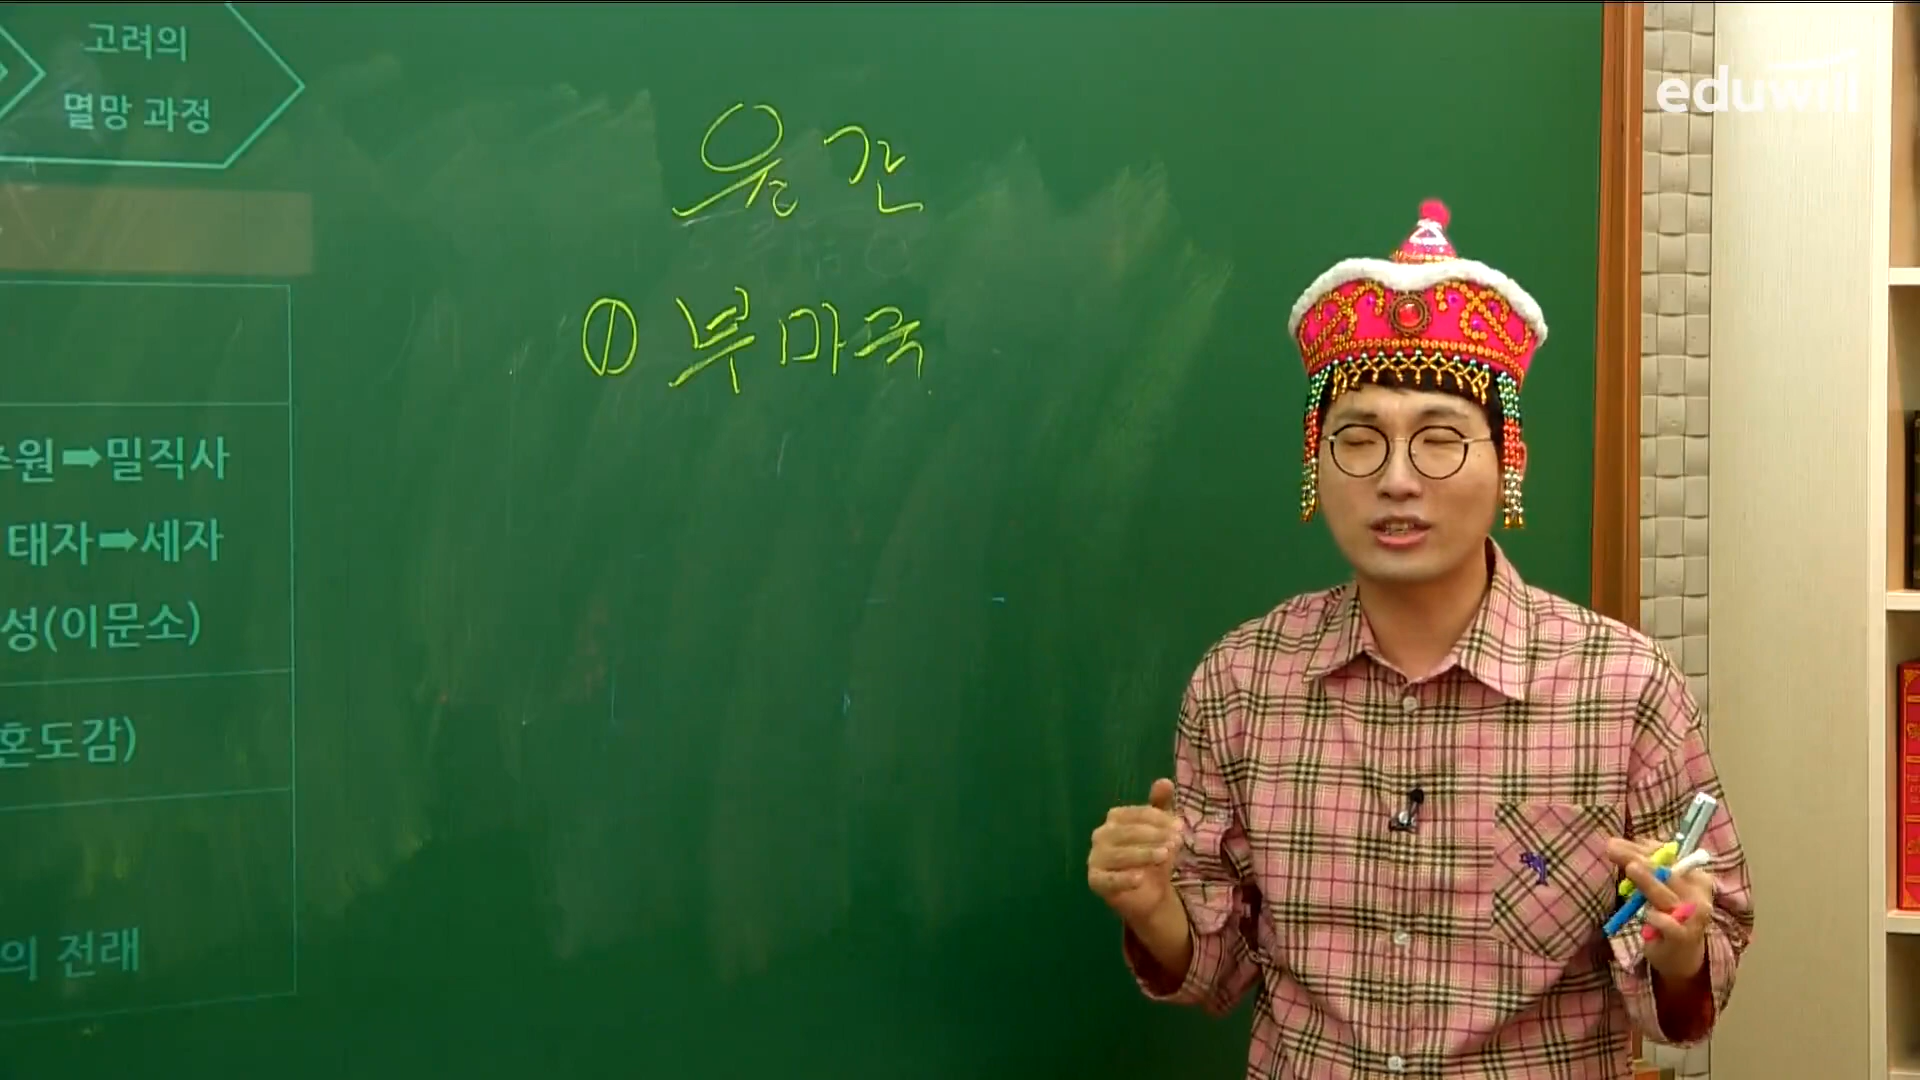 고려의
멸망 과정
eduwill
간
① 부마국
원➡밀직사
태자➡세자
성(이문소)
혼도감)
의 전래